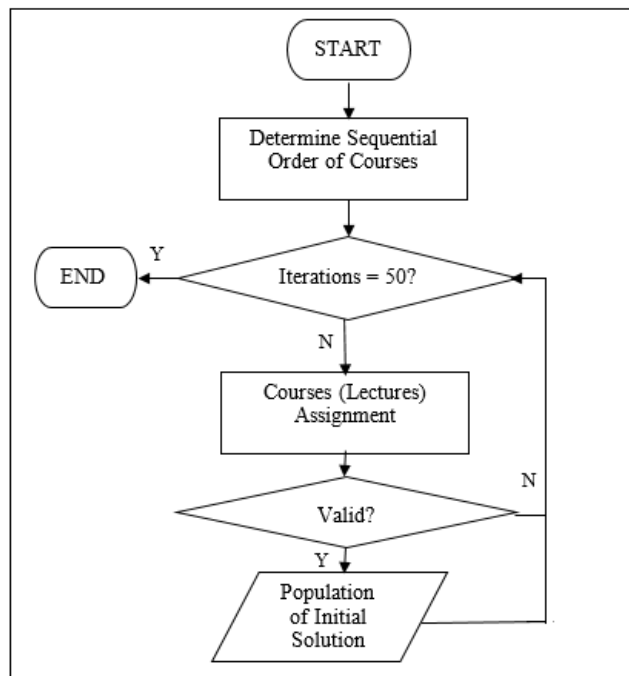 START
Determine Sequential
Order of Courses
Y
END
Iterations = 50?
N
Courses (Lectures)
Assignment
N
Valid?
Y
Population
of Initial
Solution